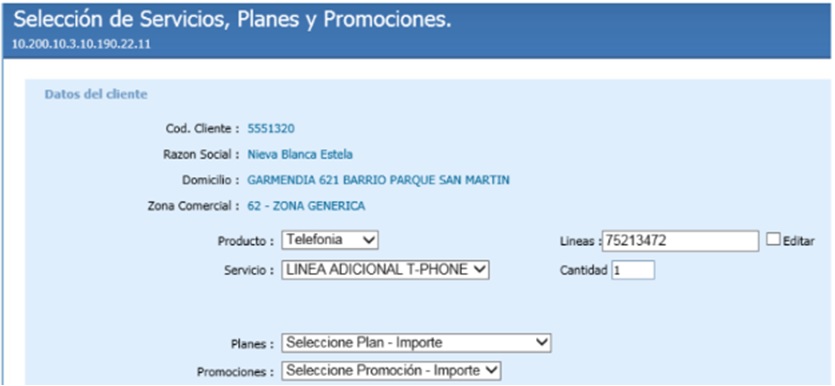 Selección de Servicios, Planes y Promociones.
10.200.10.3.10.190.22.11
Datos del cliente
Cod. Cliente : 5551320
Razon Social : Nieva Blanca Estela
Domicilio : GARMENDIA 621 BARRIO PARQUE SAN MARTIN
Zona Comercial : 62 - ZONA GENERICA
Producto : Telefonia Lineas : 75213472 Editar
Servicio : LINEA ADICIONAL T-PHONE Cantidad 1
Planes : Seleccione Plan - Importe
Promociones : Seleccione Promoción - Importe